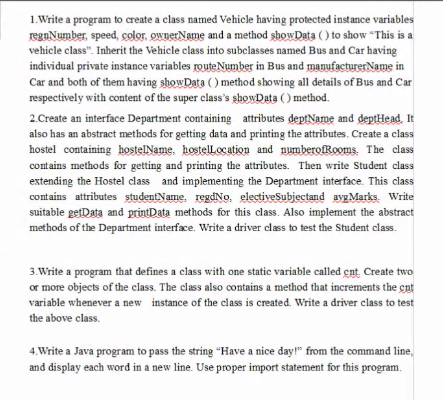 1.Write a program to create a class named Vehicle having protected instance variables
regnNumber, speed, color, ownerName and a method showData ( ) to show “This is a
vehicle class”. Inherit the Vehicle class into subclasses named Bus and Car having
individual private instance variables routeNumber in Bus and manufacturerName in
Car and both of them having showData ( ) method showing all details of Bus and Car
respectively with content of the super class’s showData ( ) method.
2.Create an interface Department containing attributes deptName and deptHead. It
also has an abstract methods for getting data and printing the attributes. Create a class
hostel containing hostelName, hostelLocation and numberofRooms. The class
contains methods for getting and printing the attributes. Then write Student class
extending the Hostel class and implementing the Department interface. This class
contains attributes studentName, regdNo, electiveSubjectand avgMarks. Write
suitable getData and printData methods for this class. Also implement the abstract
methods of the Department interface. Write a driver class to test the Student class.
3.Write a program that defines a class with one static variable called cnt. Create two
or more objects of the class. The class also contains a method that increments the cnt
variable whenever a new instance of the class is created. Write a driver class to test
the above class.
4.Write a Java program to pass the string “Have a nice day!” from the command line,
and display each word in a new line. Use proper import statement for this program.